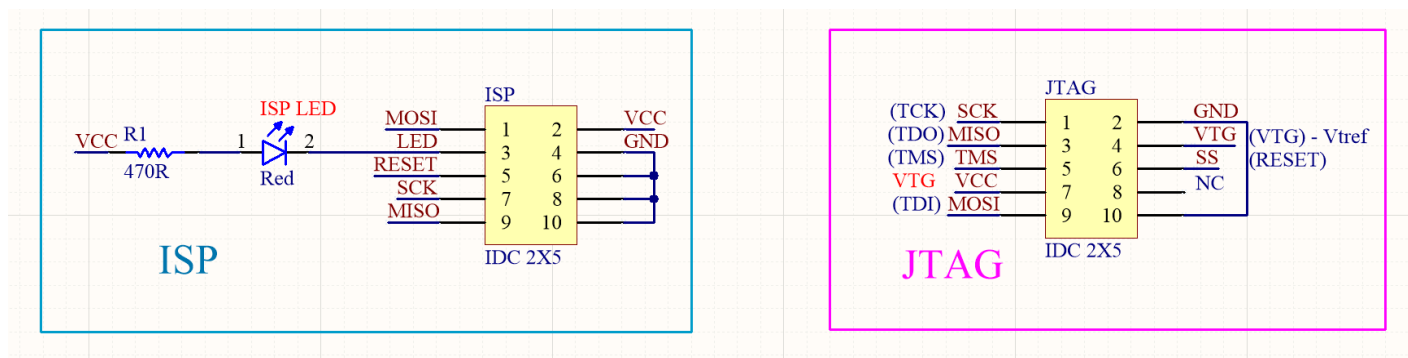 ISP LED
VCC
R1
1
2
470R
Red
ISP
MOSI
1
2
VCC
LED
3
4
GND
RESET
5
6
SCK
7
8
MISO
9
10
IDC 2X5
ISP
JTAG
(TCK) SCK
1
2
GND
(TDO) MISO
3
4
VTG
(VTG) - Vtref
(TMS) TMS
5
6
SS
(RESET)
VTG VCC
7
8
NC
(TDI) MOSI
9
10
IDC 2X5
JTAG